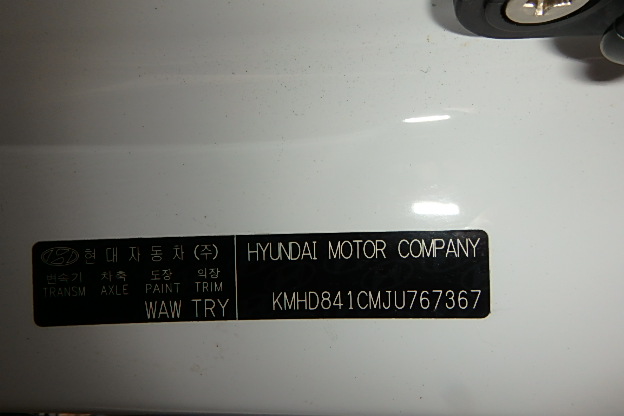 현대자동차(주)
변속기 차축 도장 의장
TRANSM AXLE PAINT TRIM
WAW TRY
HYUNDAI MOTOR COMPANY
KMHD841CMJU767367